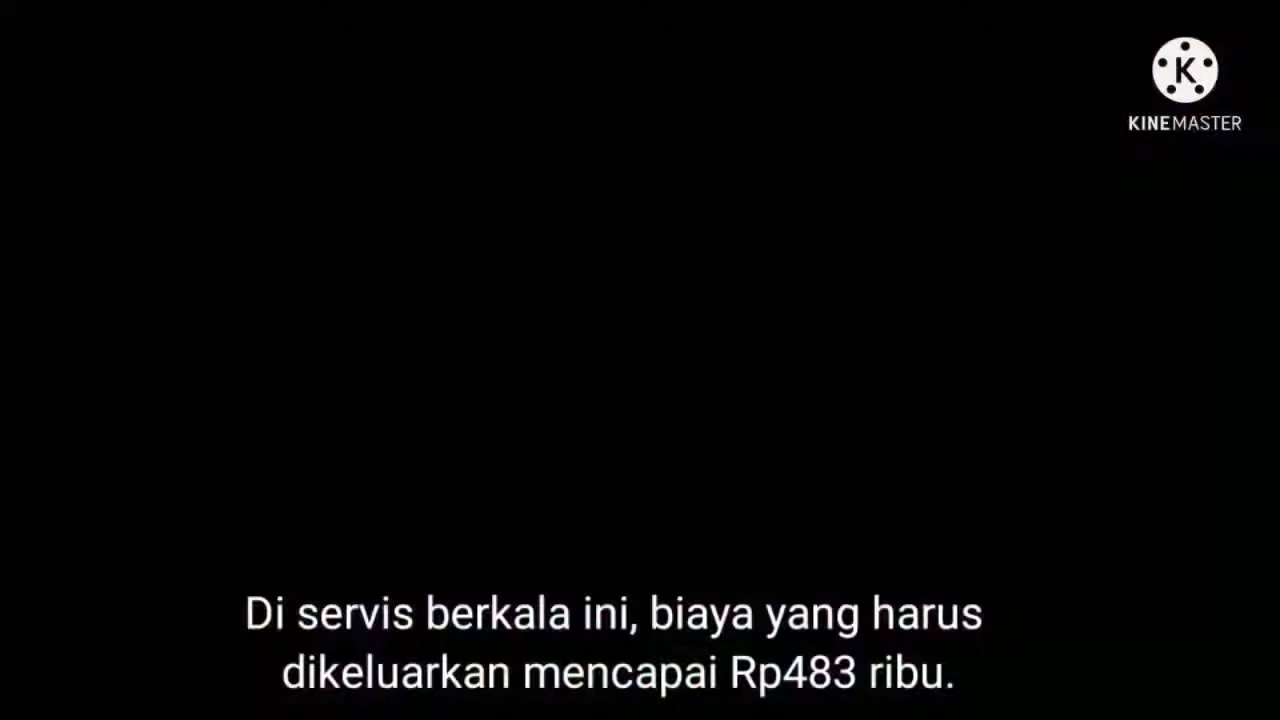 K
KINEMASTER
Di servis berkala ini, biaya yang harus
dikeluarkan mencapai Rp483 ribu.